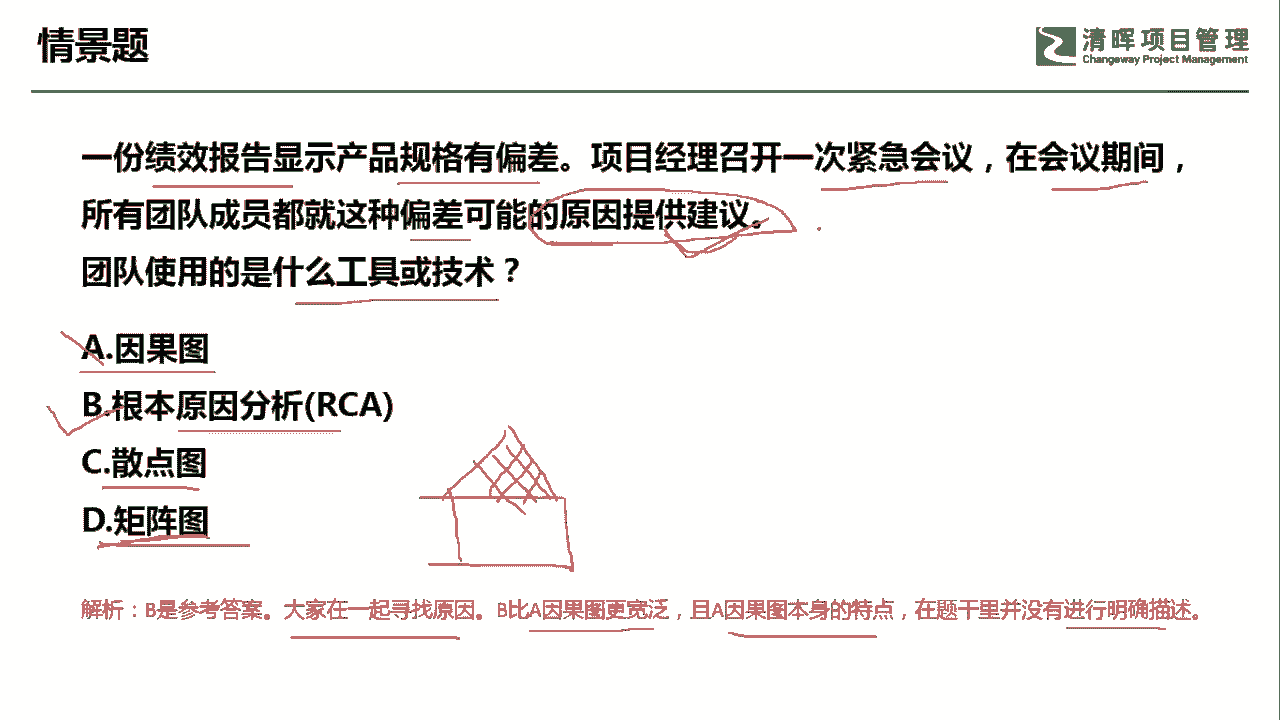 情景题
清晖项目管理
Changeway Project Management
一份绩效报告显示产品规格有偏差。项目经理召开一次紧急会议，在会议期间，
所有团队成员都就这种偏差可能的原因提供建议。
团队使用的是什么工具或技术？
A.因果图
B.根本原因分析(RCA)
C.散点图
D.矩阵图
解析：B是参考答案。大家在一起寻找原因。B比A因果图更宽泛，且A因果图本身的特点，在题干里并没有进行明确描述。